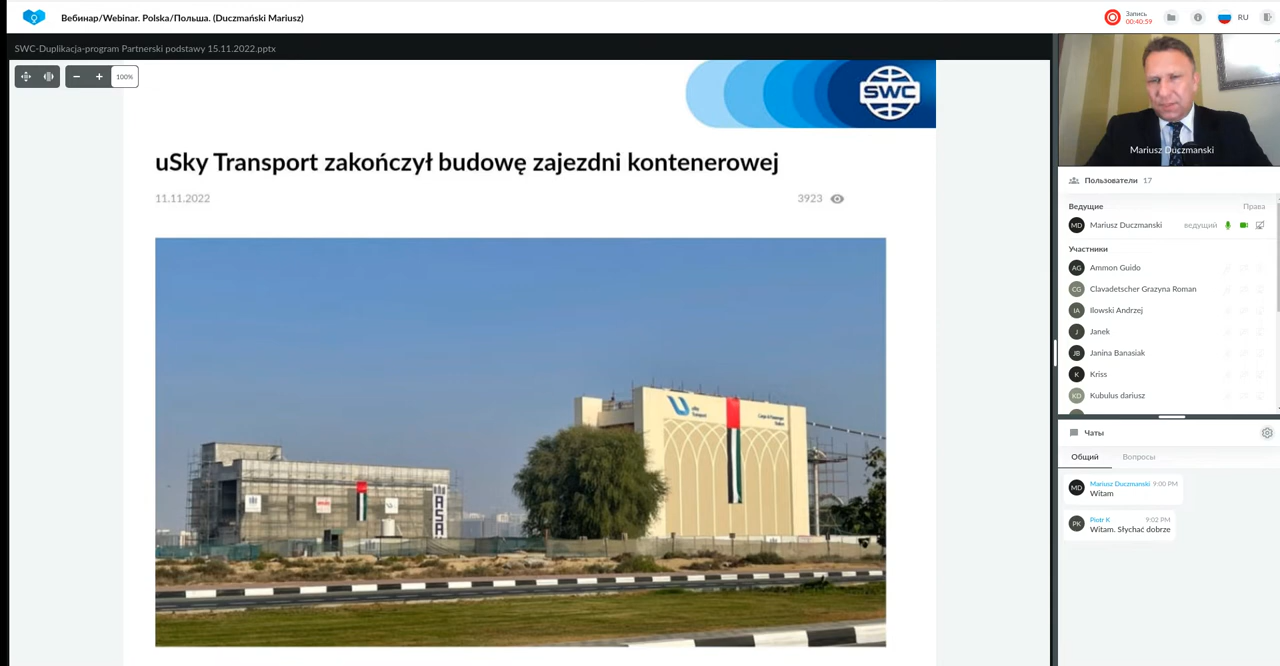 Вебинар/Webinar. Polska/Польша. (Duczmański Mariusz)
Запись
00:40:59
RU
SWC-Duplikacja-program Partnerski podstawy 15.11.2022.pptx
100%
SWC
uSky Transport zakończył budowę zajezdni kontenerowej
11.11.2022
3923
uSky
Transport
ASR
Mariusz Duczmanski
Пользователи 17
Ведущие
Права
MD
Mariusz Duczmanski
ведущий
Участники
AG
Ammon Guido
CG
Clavadetscher Grazyna Roman
IA
Ilowski Andrzej
J
Janek
JB
Janina Banasiak
K
Kriss
KD
Kubulus dariusz
Чаты
Общий
Вопросы
MD
Mariusz Duczmanski 9:00 PM
Witam
PK
Piotr K 9:02 PM
Witam. Słychać dobrze